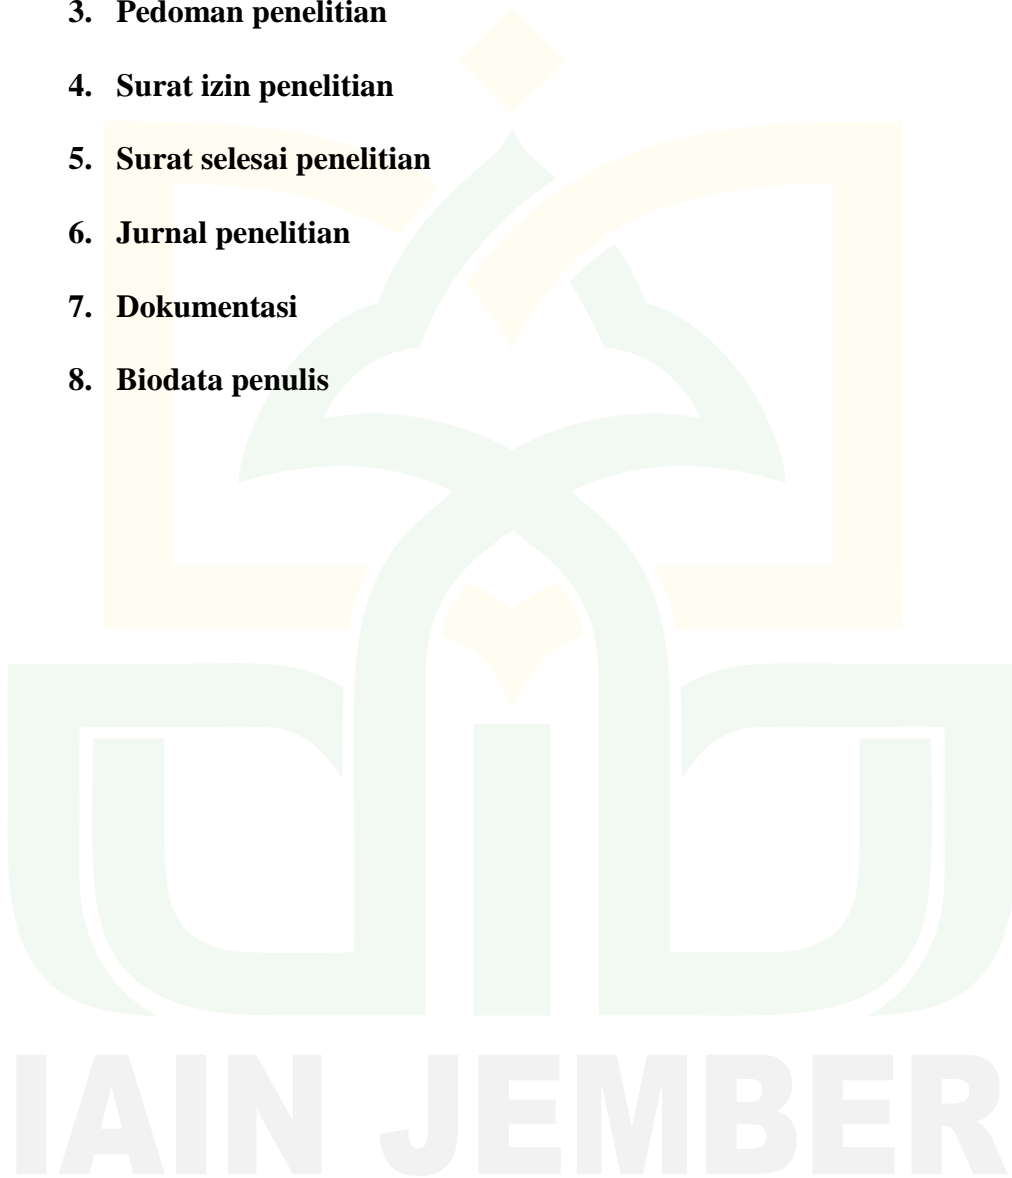 3. Pedoman penelitian
4. Surat izin penelitian
5. Surat selesai penelitian
6. Jurnal penelitian
7. Dokumentasi
8. Biodata penulis
IAIN JEMBER